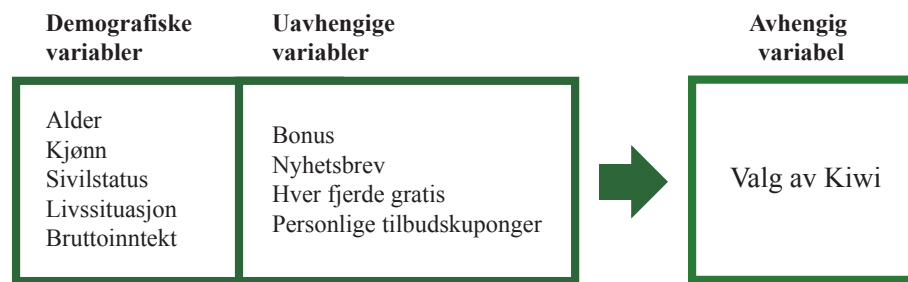 Demografiske
variabler
Uavhengige
variabler
Avhengig
variabel
Alder
Kjønn
Sivilstatus
Livssituasjon
Bruttoinntekt
Bonus
Nyhetsbrev
Hver fjerde gratis
Personlige tilbudskuponger
Valg av Kiwi